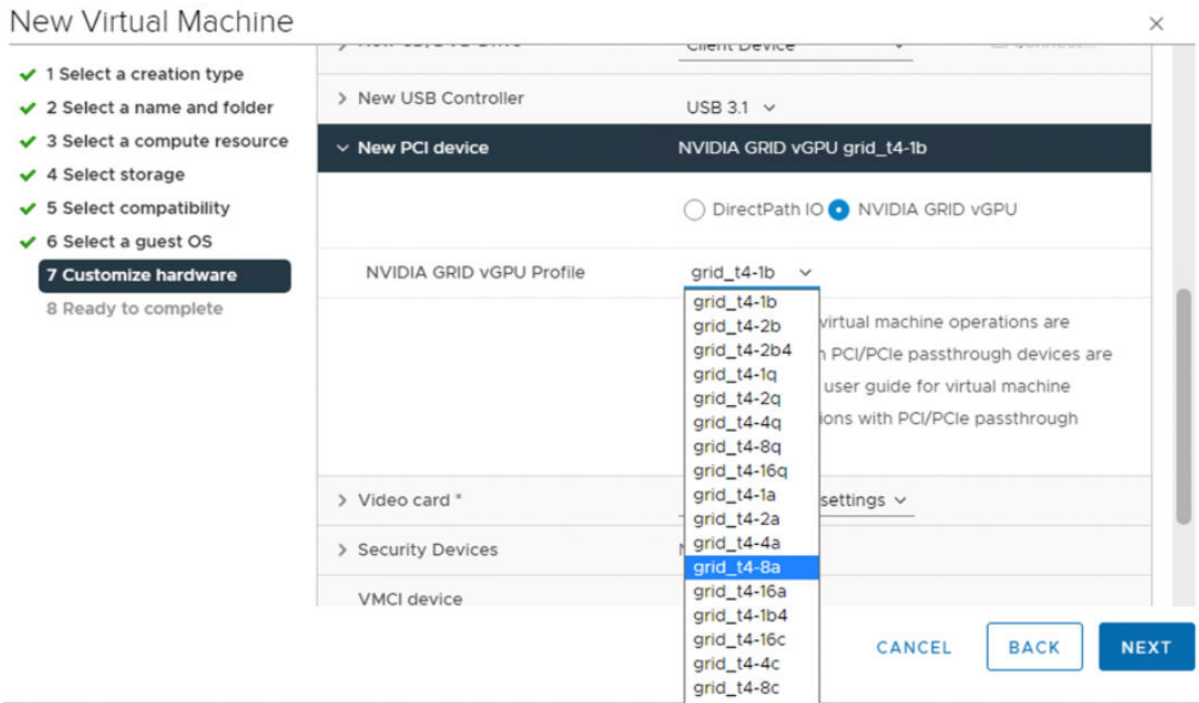 New Virtual Machine
1 Select a creation type
2 Select a name and folder
3 Select a compute resource
4 Select storage
5 Select compatibility
6 Select a guest OS
7 Customize hardware
8 Ready to complete
Client Device
New USB Controller
USB 3.1
New PCI device
NVIDIA GRID vGPU grid_t4-1b
DirectPath IO
NVIDIA GRID vGPU
NVIDIA GRID vGPU Profile
grid_t4-1b
grid_t4-1b
grid_t4-2b
grid_t4-2b4
grid_t4-1q
grid_t4-2q
grid_t4-4q
grid_t4-8q
grid_t4-16q
grid_t4-1a
grid_t4-2a
grid_t4-4a
grid_t4-8a
grid_t4-16a
grid_t4-1b4
grid_t4-16c
grid_t4-4c
grid_t4-8c
virtual machine operations are
PCI/PCIe passthrough devices are
user guide for virtual machine
ions with PCI/PCIe passthrough
Video card *
settings
Security Devices
VMCI device
CANCEL
BACK
NEXT